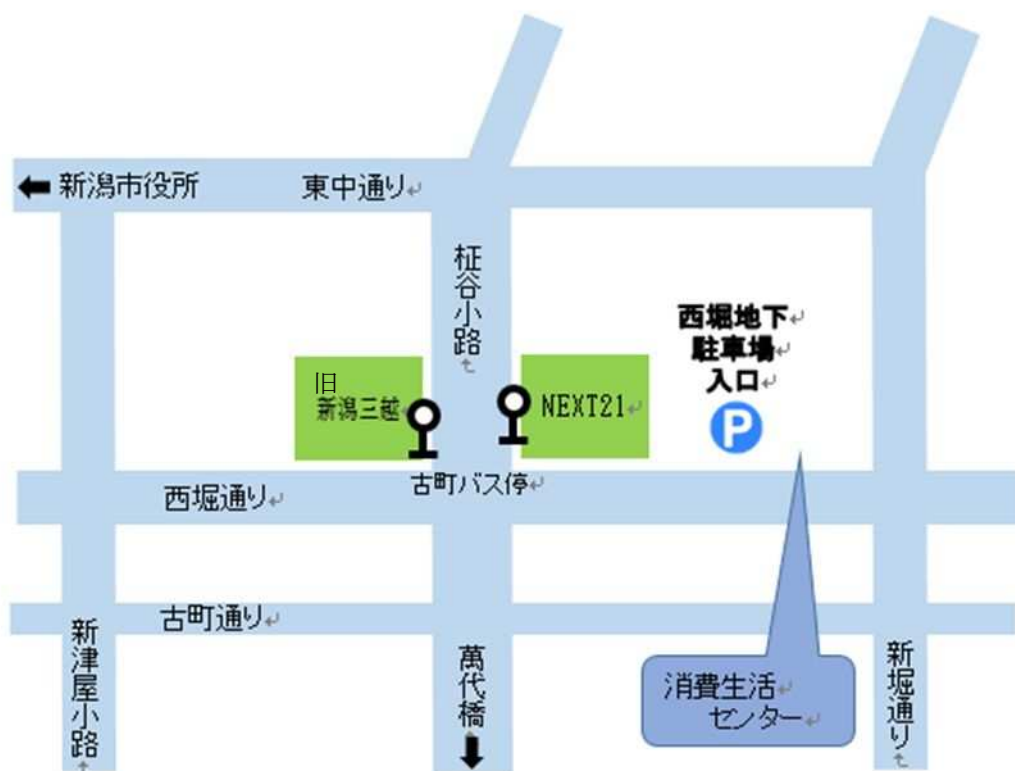 新潟市役所
東中通り
柾谷小路
西堀地下
駐車場
入口
P
旧
新潟三越
NEXT21
古町バス停
西堀通り
古町通り
新津屋小路
萬代橋
消費生活
センター
新堀通り